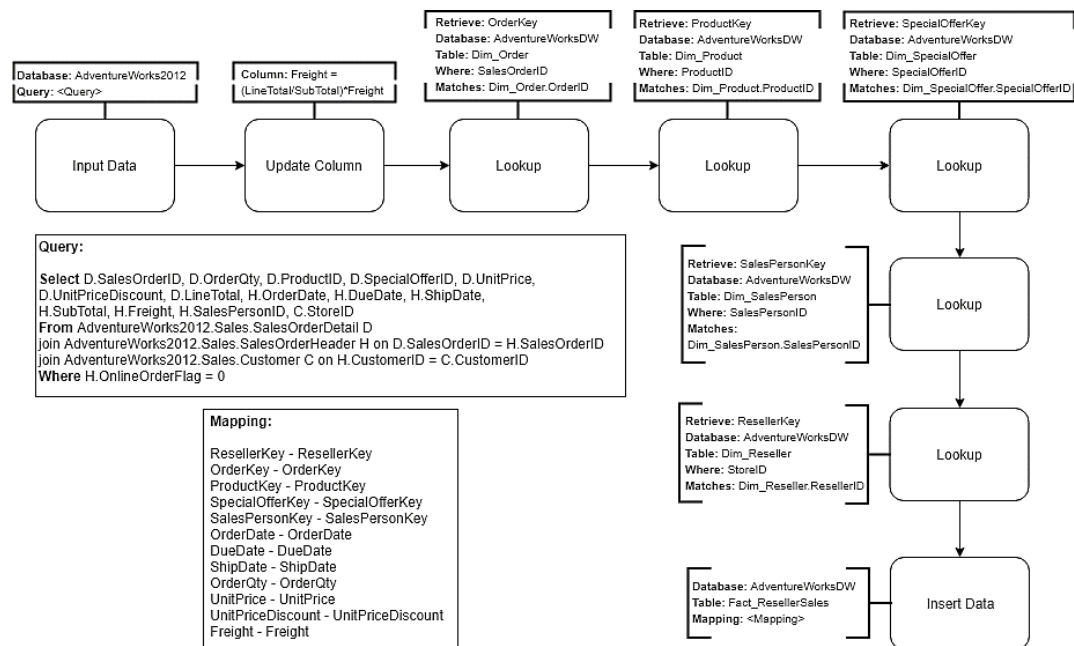 Database: AdventureWorks2012
Query: <Query>
Column: Freight =
(LineTotal/SubTotal)*Freight
Retrieve: OrderKey
Database: AdventureWorksDW
Table: Dim_Order
Where: SalesOrderID
Matches: Dim_Order.OrderID
Retrieve: ProductKey
Database: AdventureWorksDW
Table: Dim_Product
Where: ProductID
Matches: Dim_Product.ProductID
Retrieve: SpecialOfferKey
Database: AdventureWorksDW
Table: Dim_SpecialOffer
Where: SpecialOfferID
Matches: Dim_SpecialOffer.SpecialOfferID
Input Data
Update Column
Lookup
Lookup
Lookup
Query:
Select D.SalesOrderID, D.OrderQty, D.ProductID, D.SpecialOfferID, D.UnitPrice,
D.UnitPriceDiscount, D.LineTotal, H.OrderDate, H.DueDate, H.ShipDate,
H.SubTotal, H.Freight, H.SalesPersonID, C.StoreID
From AdventureWorks2012.Sales.SalesOrderDetail D
join AdventureWorks2012.Sales.SalesOrderHeader H on D.SalesOrderID = H.SalesOrderID
join AdventureWorks2012.Sales.Customer C on H.CustomerID = C.CustomerID
Where H.OnlineOrderFlag = 0
Retrieve: SalesPersonKey
Database: AdventureWorksDW
Table: Dim_SalesPerson
Where: SalesPersonID
Matches:
Dim_SalesPerson.SalesPersonID
Lookup
Mapping:
ResellerKey - ResellerKey
OrderKey - OrderKey
ProductKey - ProductKey
SpecialOfferKey - SpecialOfferKey
SalesPersonKey - SalesPersonKey
OrderDate - OrderDate
DueDate - DueDate
ShipDate - ShipDate
OrderQty - OrderQty
UnitPrice - UnitPrice
UnitPriceDiscount - UnitPriceDiscount
Freight - Freight
Retrieve: ResellerKey
Database: AdventureWorksDW
Table: Dim_Reseller
Where: StoreID
Matches: Dim_Reseller.ResellerID
Lookup
Database: AdventureWorksDW
Table: Fact_ResellerSales
Mapping: <Mapping>
Insert Data